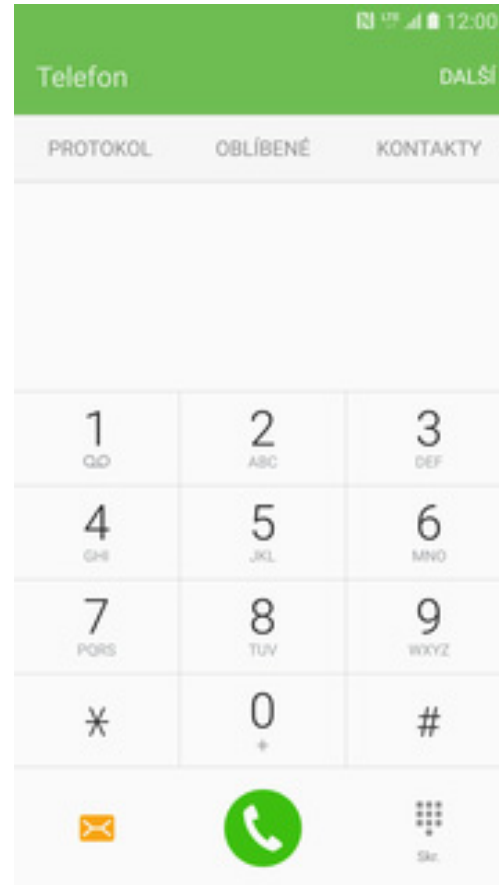 LTE 12:00
Telefon DALŠÍ
PROTOKOL OBLÍBENÉ KONTAKTY
1 2 3
ABC DEF
4 5 6
GHI JKL MNO
7 8 9
PQRS TUV WXYZ
* 0 #
+
Skr.